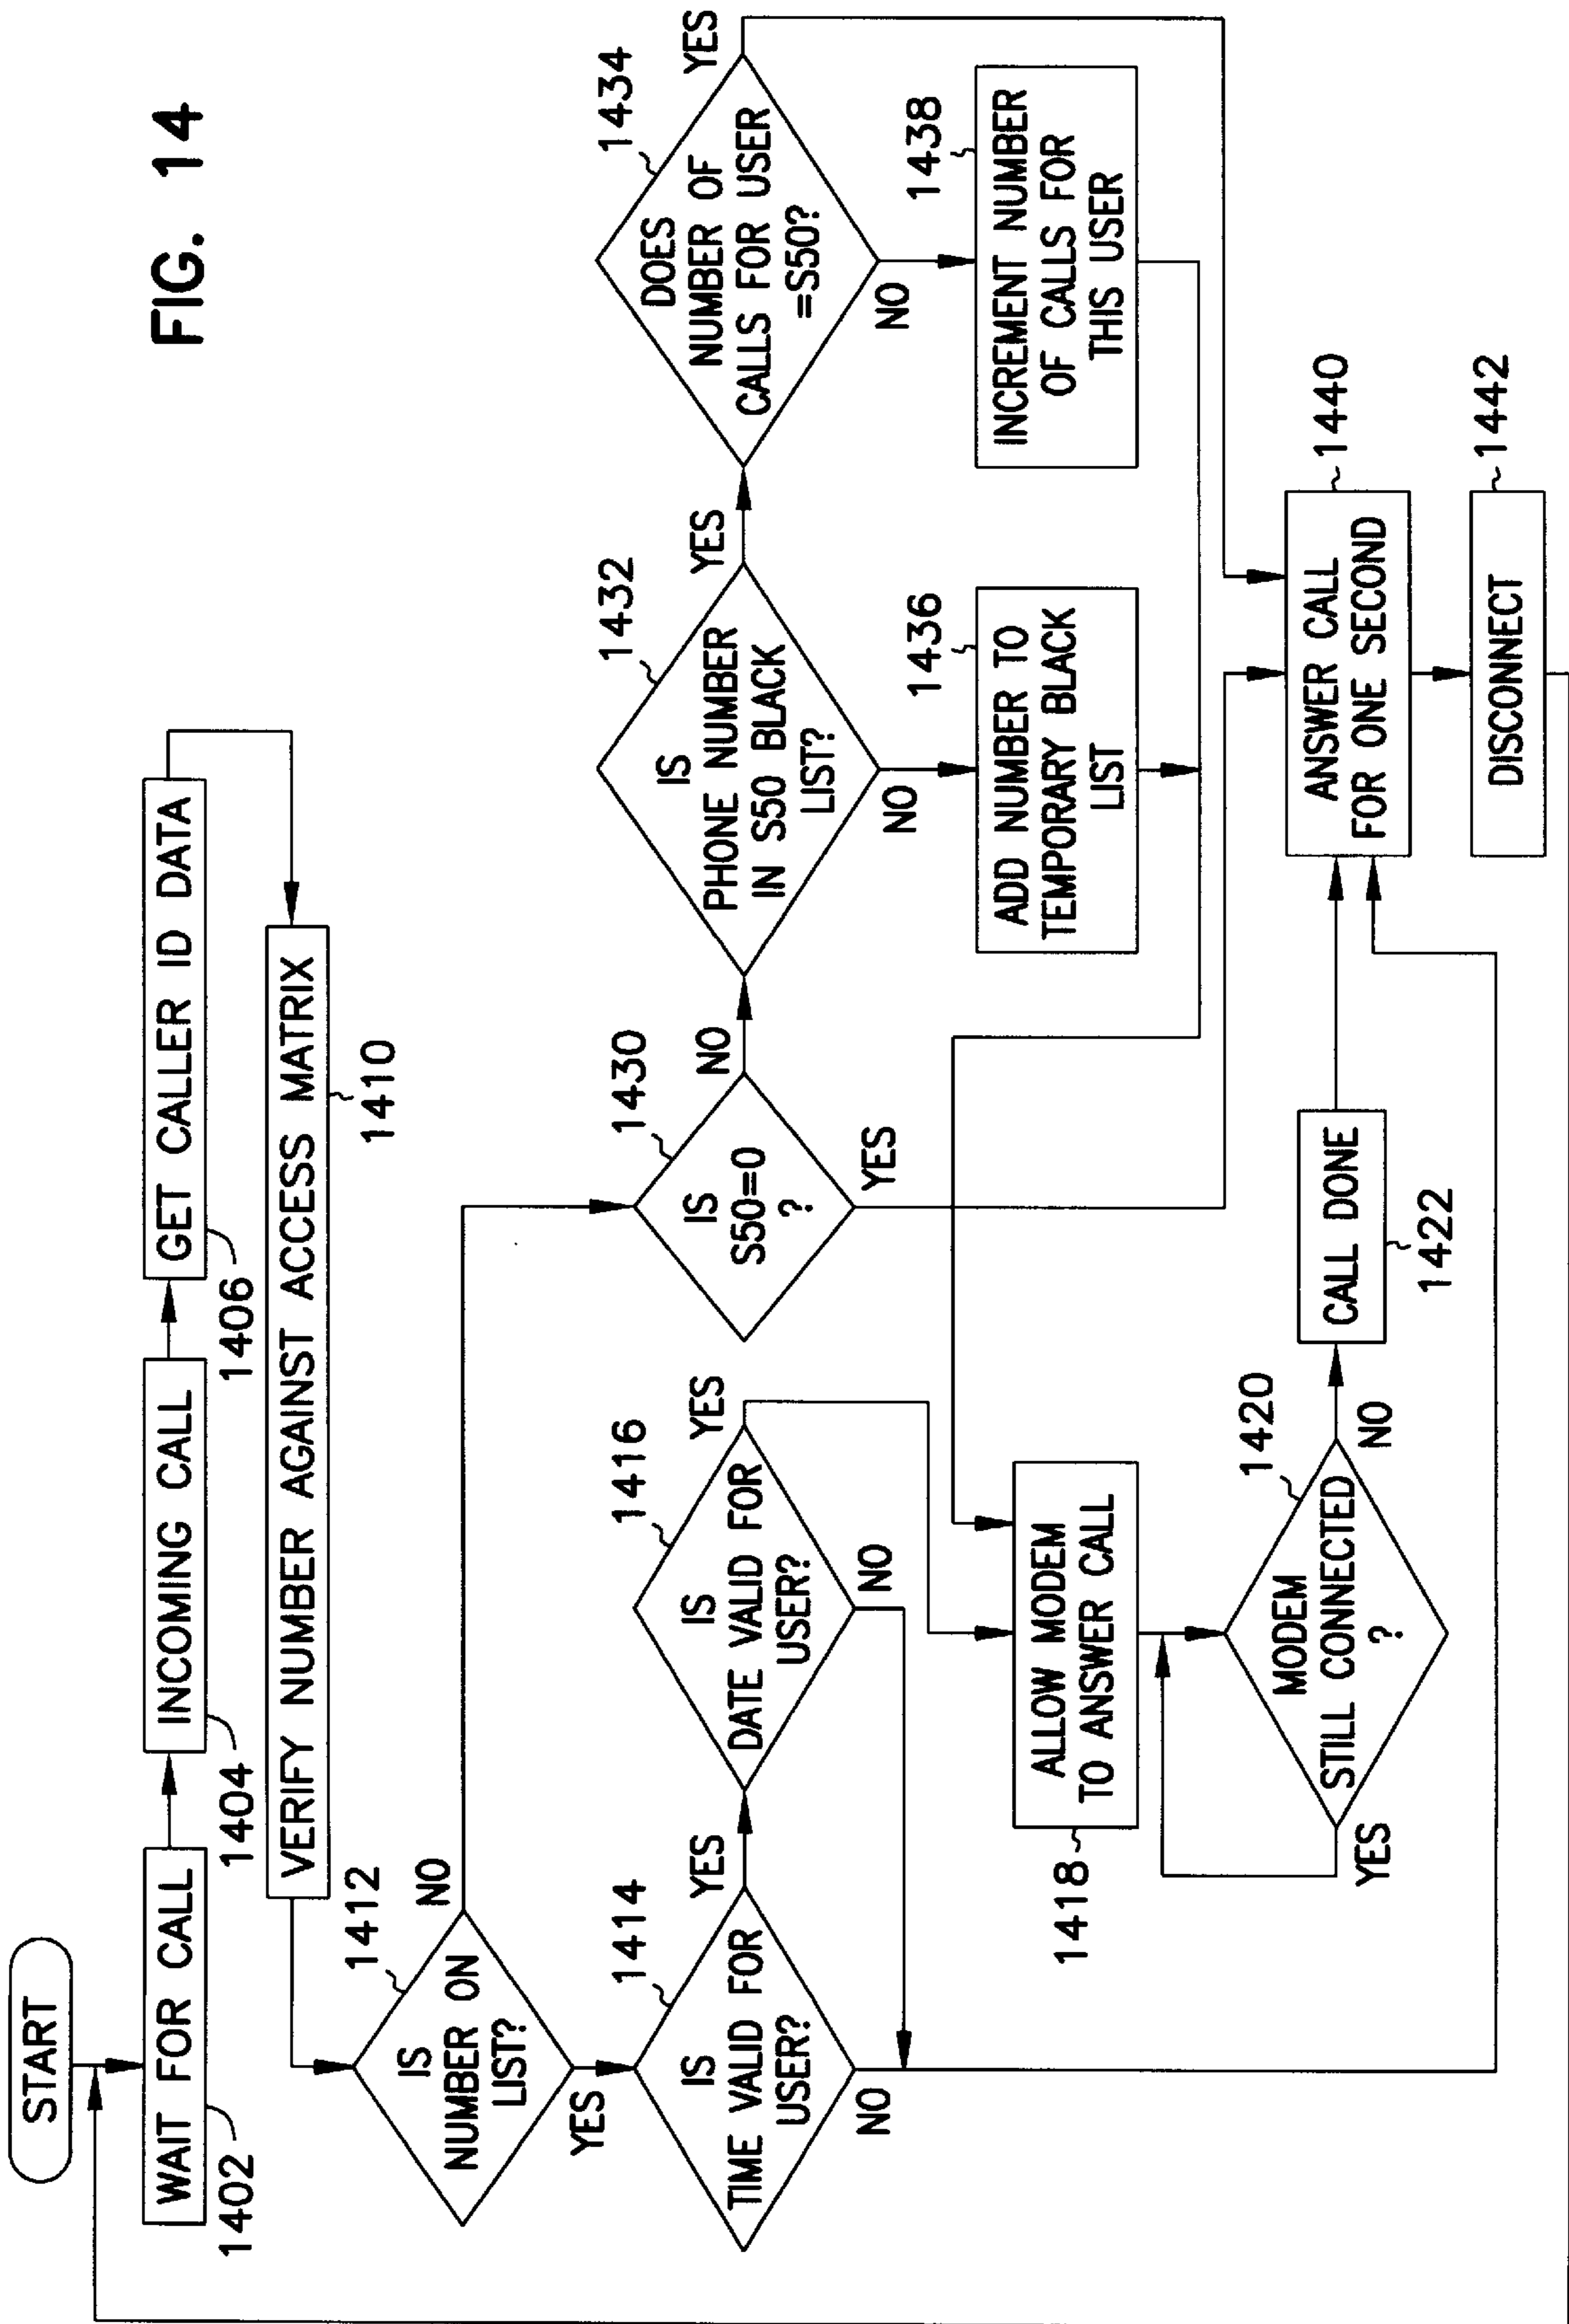 FIG. 14
START
WAIT FOR CALL
1402
INCOMING CALL
1404
GET CALLER ID DATA
1406
VERIFY NUMBER AGAINST ACCESS MATRIX
1410
IS
NUMBER ON
LIST?
1412
NO
YES
IS
TIME VALID FOR
USER?
1414
YES
NO
IS
DATE VALID FOR
USER?
1416
YES
NO
ALLOW MODEM
TO ANSWER CALL
1418
MODEM
STILL CONNECTED
?
1420
YES
NO
CALL DONE
1422
IS
S50=0
?
1430
NO
YES
IS
PHONE NUMBER
IN S50 BLACK
LIST?
1432
YES
NO
DOES
NUMBER OF
CALLS FOR USER
=S50?
1434
YES
NO
ADD NUMBER TO
TEMPORARY BLACK
LIST
1436
INCREMENT NUMBER
OF CALLS FOR
THIS USER
1438
ANSWER CALL
FOR ONE SECOND
1440
DISCONNECT
1442